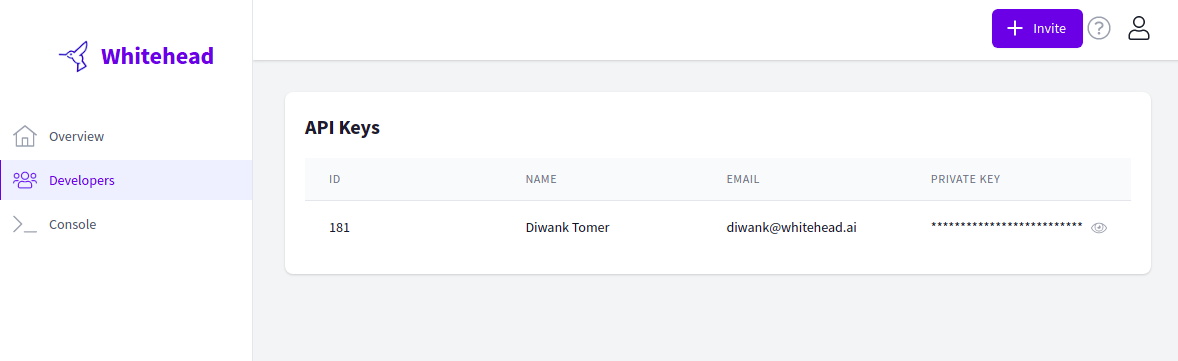 Whitehead
Invite
Overview
Developers
Console
API Keys
ID NAME EMAIL PRIVATE KEY
181 Diwank Tomer diwank@whitehead.ai **************************